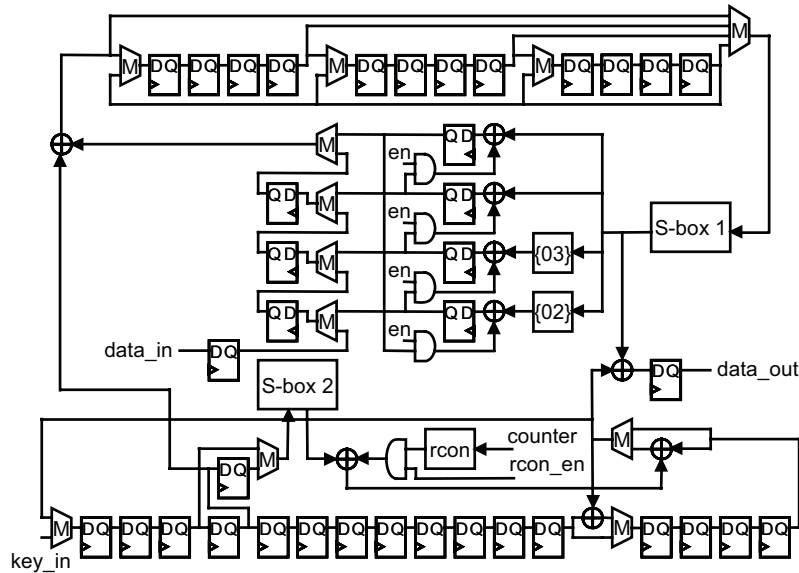 M
M DQ DQ DQ DQ M DQ DQ DQ DQ M DQ DQ DQ DQ
M QD
en
QD M QD
en
S-box 1
QD M QD {03}
en
QD M QD {02}
en
data_in DQ
S-box 2
DQ data_out
M DQ
rcon counter
rcon_en
M
M DQ DQ DQ DQ DQ DQ DQ DQ DQ DQ DQ DQ M DQ DQ DQ DQ
key_in